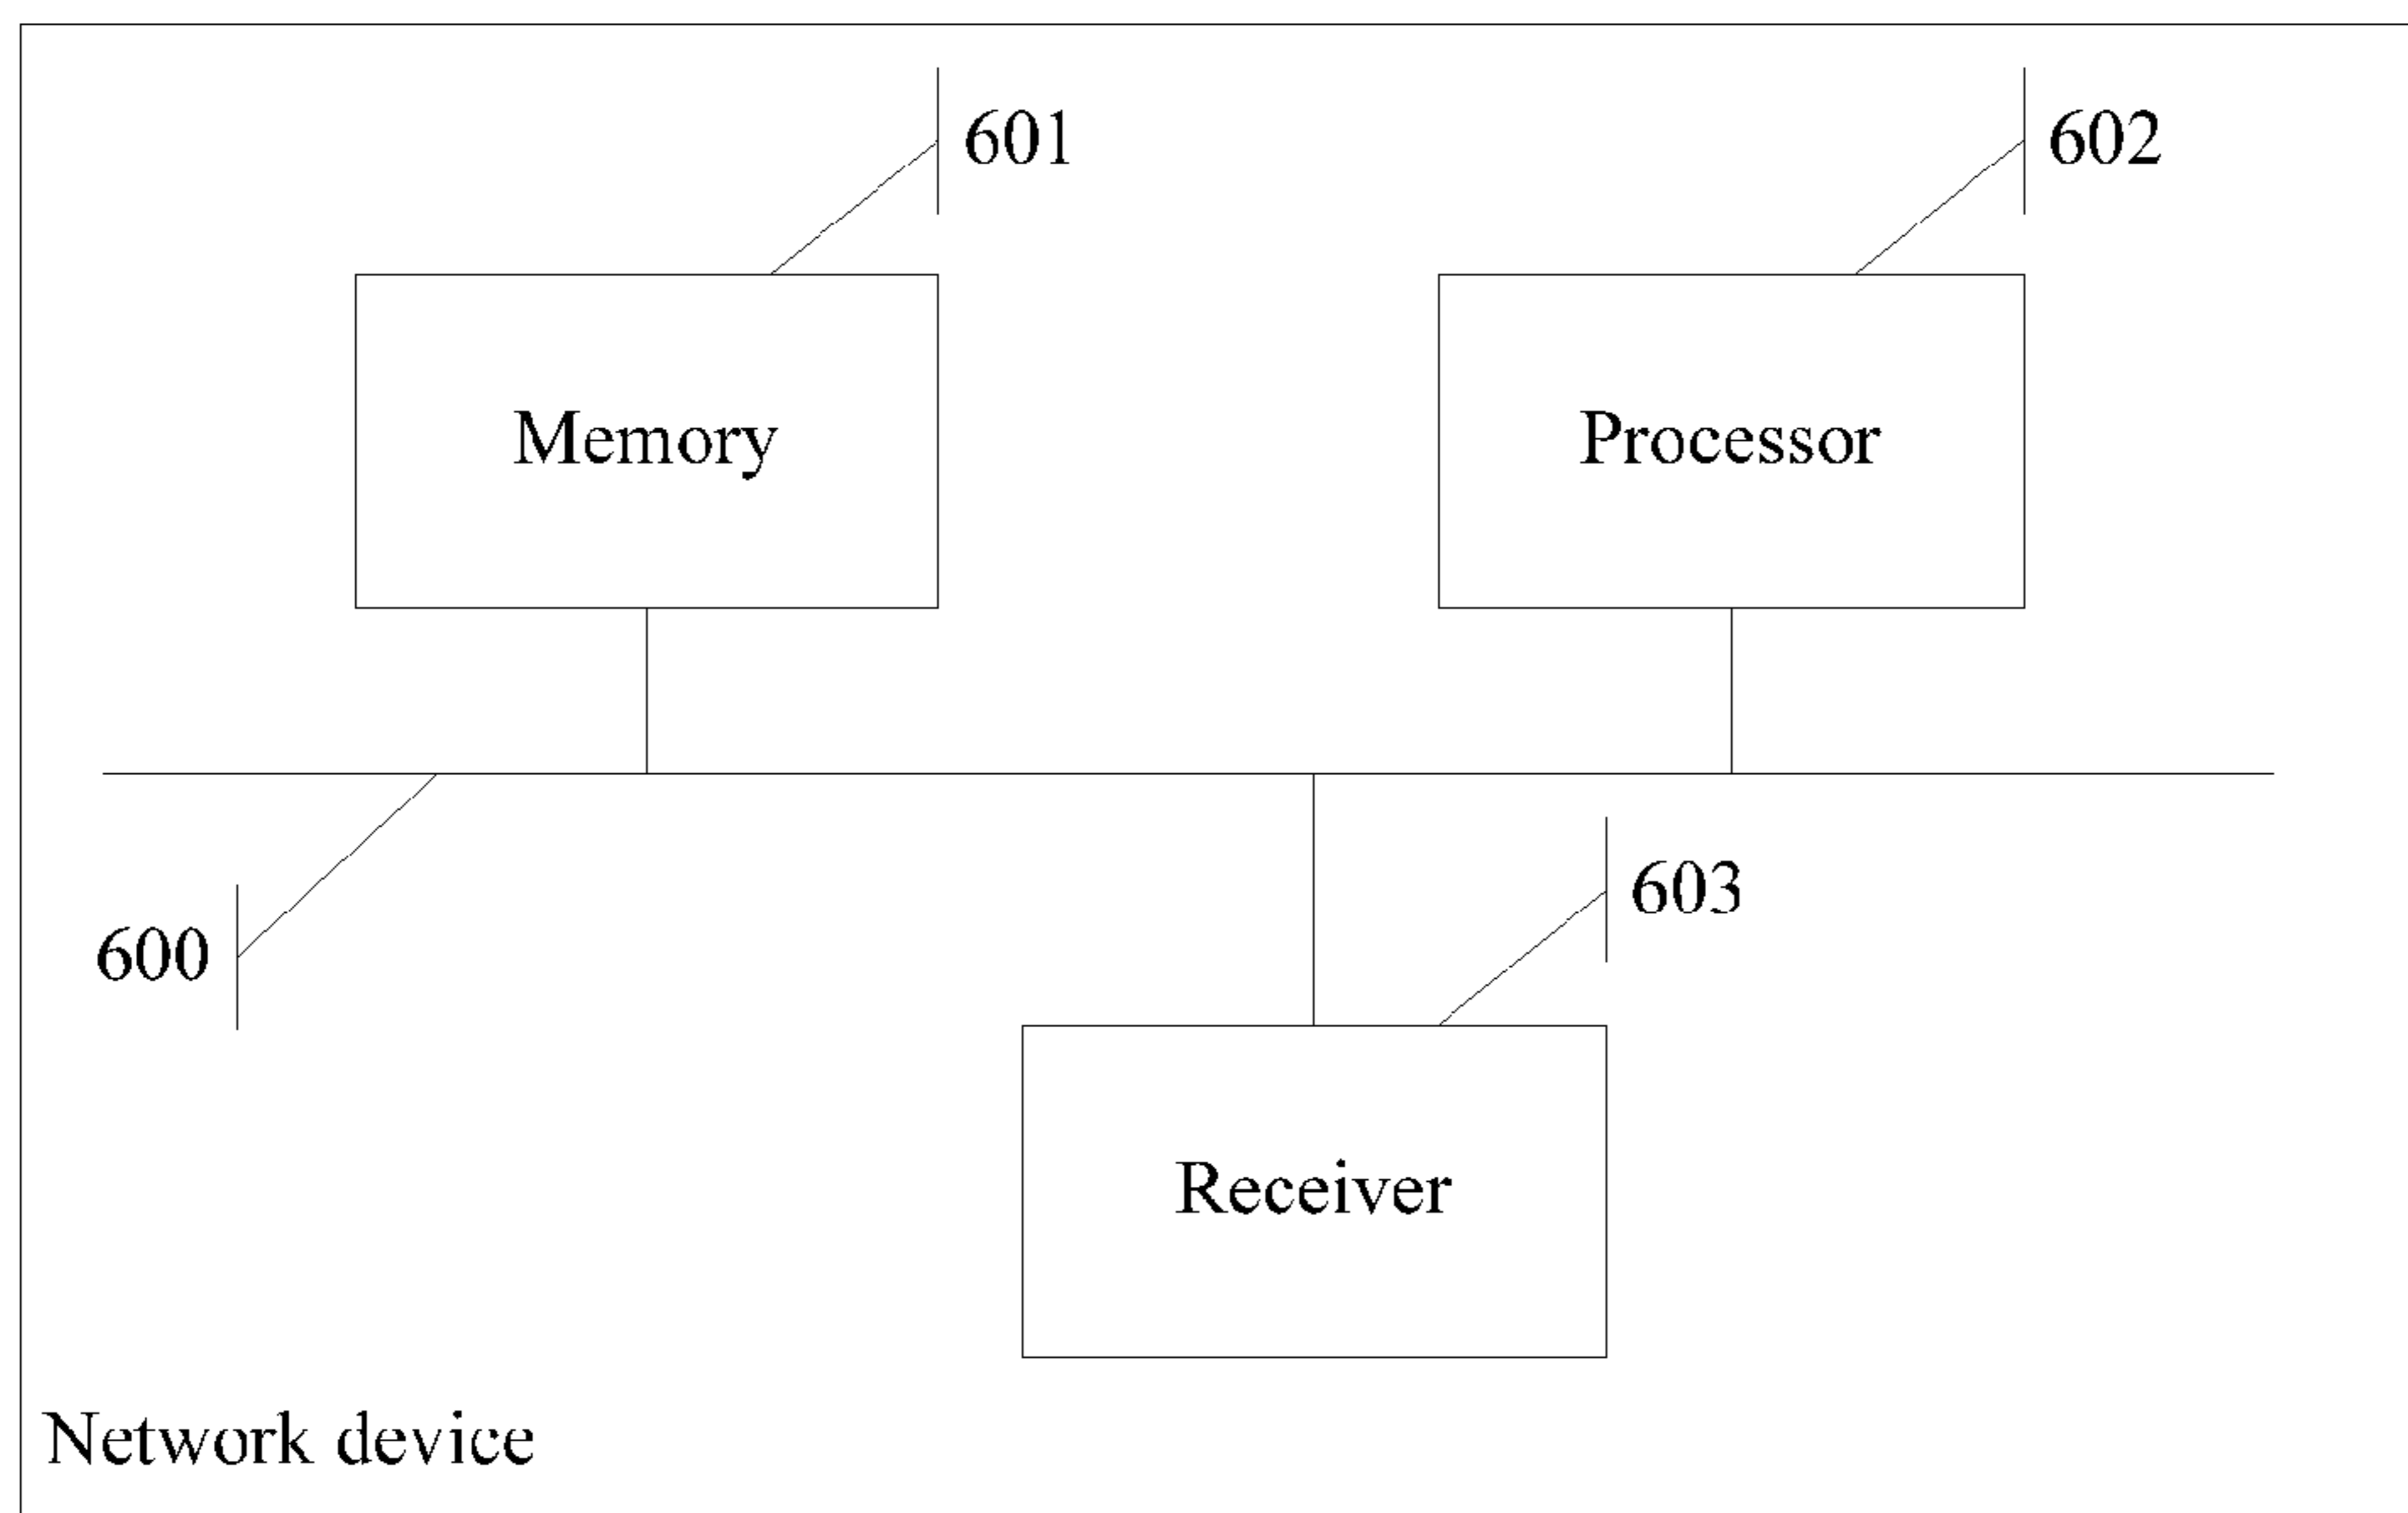 601
602
Memory
Processor
603
600
Receiver
Network device